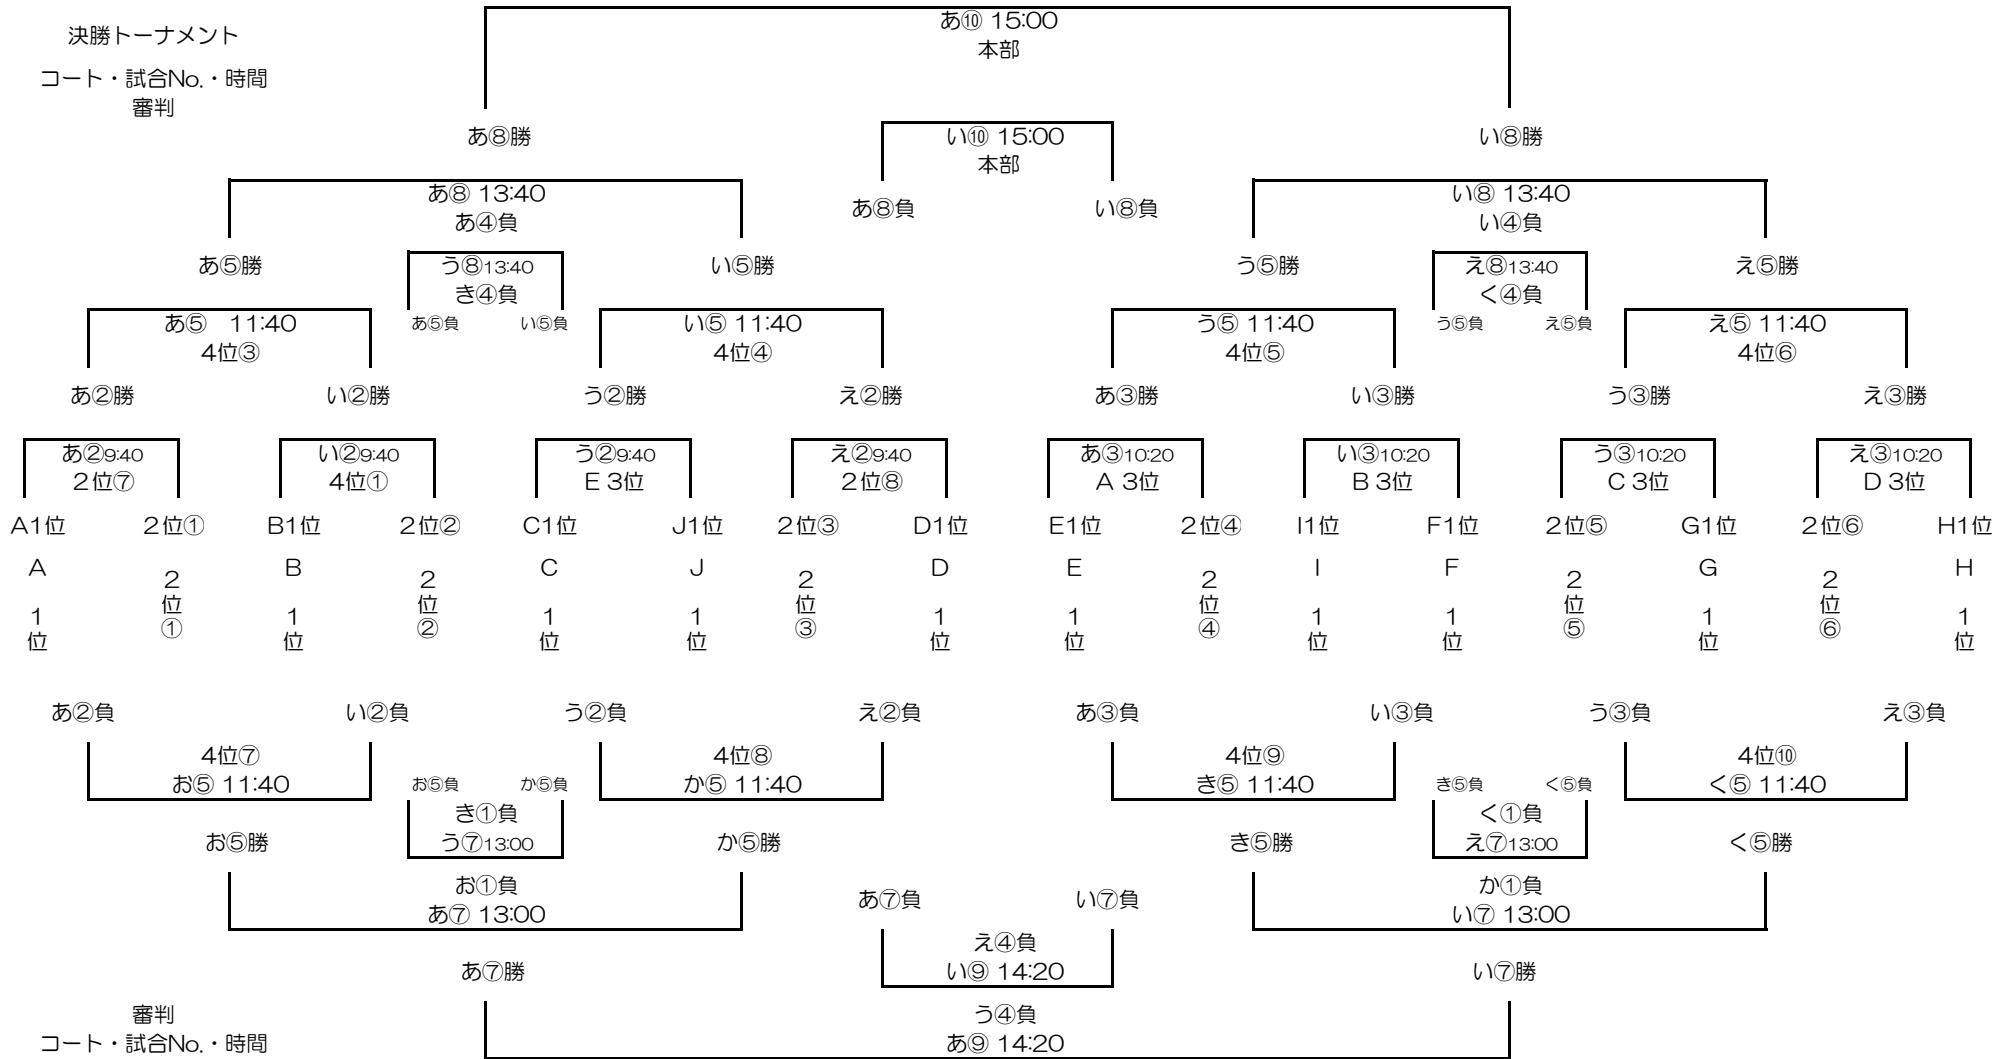 あ⑩ 15:00
決勝トーナメント
本部
コート・試合No.・時間
審判
あ⑧勝
い⑩ 15:00
い⑧勝
本部
あ⑧ 13:40
い⑧ 13:40
あ⑧負
い⑧負
あ④負
い④負
あ⑤勝
う⑧13:40
い⑤勝
う⑤勝
え⑧13:40
え⑤勝
き④負
く④負
あ⑤ 11:40
あ⑤負
い⑤負
い⑤ 11:40
う⑤ 11:40
う⑤負
え⑤負
え⑤ 11:40
4位③
4位④
4位⑤
4位⑥
あ②勝
い②勝
う②勝
え②勝
あ③勝
い③勝
う③勝
え③勝
あ②9:40
い②9:40
う②9:40
え②9:40
あ③10:20
い③10:20
う③10:20
え③10:20
2位⑦
4位①
E 3位
2位⑧
A 3位
B 3位
C 3位
D 3位
A1位
2位①
B1位
2位②
C1位
J1位
2位③
D1位
E1位
2位④
I1位
F1位
2位⑤
G1位
2位⑥
H1位
A 1位
2位①
B 1位
2位②
C 1位
J 1位
2位③
D 1位
E 1位
2位④
I 1位
F 1位
2位⑤
G 1位
2位⑥
H 1位
あ②負
い②負
う②負
え②負
あ③負
い③負
う③負
え③負
4位⑦
4位⑧
4位⑨
4位⑩
お⑤ 11:40
お⑤負
か⑤負
か⑤ 11:40
き⑤ 11:40
き⑤負
く⑤負
く⑤ 11:40
き①負
く①負
お⑤勝
う⑦13:00
か⑤勝
き⑤勝
え⑦13:00
く⑤勝
お①負
か①負
あ⑦ 13:00
あ⑦負
い⑦負
い⑦ 13:00
え④負
あ⑦勝
い⑨ 14:20
い⑦勝
審判
う④負
コート・試合No.・時間
あ⑨ 14:20